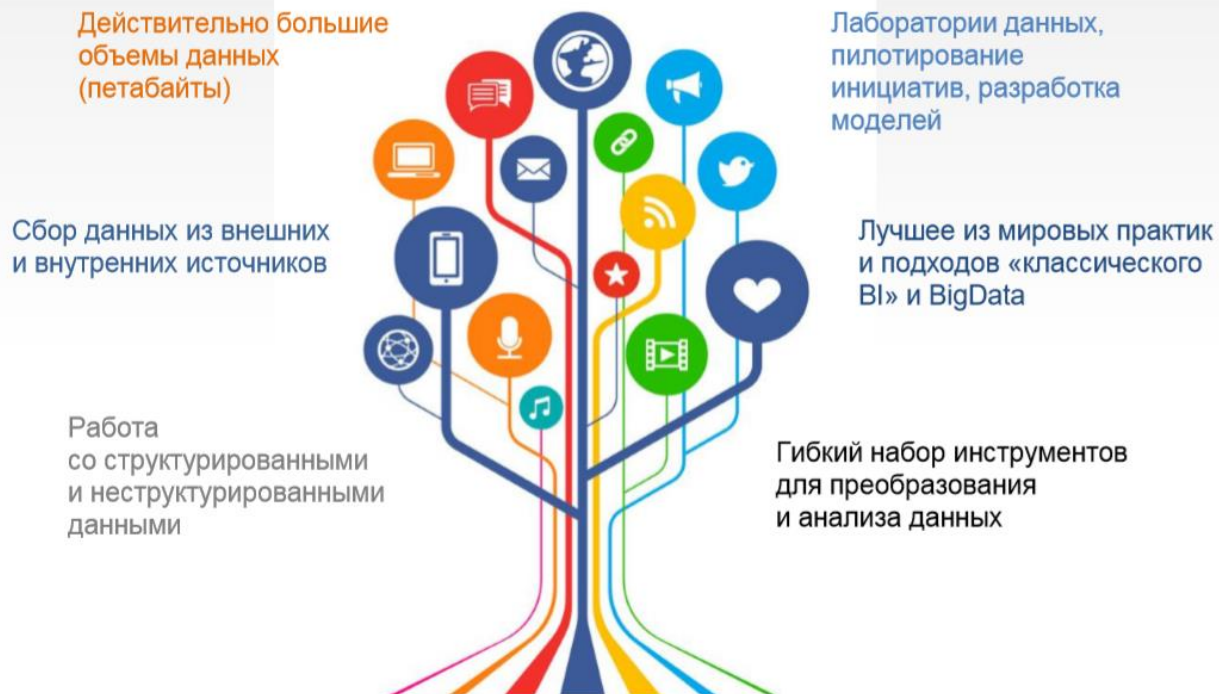 Действительно большие
объемы данных
(петабайты)
Лаборатории данных,
пилотирование
инициатив, разработка
моделей
Сбор данных из внешних
и внутренних источников
Лучшее из мировых практик
и подходов «классического
BI» и BigData
Работа
со структурированными
и неструктурированными
данными
Гибкий набор инструментов
для преобразования
и анализа данных